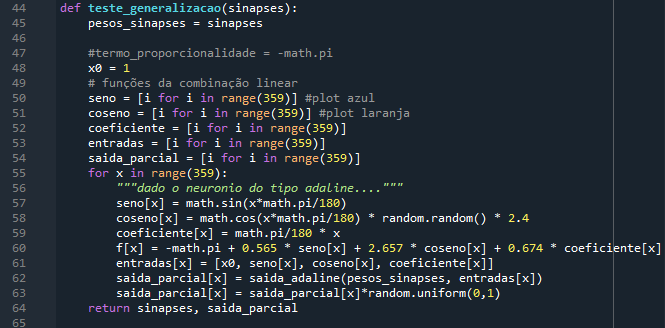 44 def teste_generalizacao(sinapses):
45     pesos_sinapses = sinapses
46
47     #termo_proporcionalidade = -math.pi
48     x0 = 1
49     # funções da combinação linear
50     seno = [i for i in range(359)] #plot azul
51     coseno = [i for i in range(359)] #plot laranja
52     coeficiente = [i for i in range(359)]
53     entradas = [i for i in range(359)]
54     saida_parcial = [i for i in range(359)]
55     for x in range(359):
56         """dado o neuronio do tipo adaline...."""
57         seno[x] = math.sin(x*math.pi/180)
58         coseno[x] = math.cos(x*math.pi/180) * random.random() * 2.4
59         coeficiente[x] = math.pi/180 * x
60         f[x] = -math.pi + 0.565 * seno[x] + 2.657 * coseno[x] + 0.674 * coeficiente[x]
61         entradas[x] = [x0, seno[x], coseno[x], coeficiente[x]]
62         saida_parcial[x] = saida_adaline(pesos_sinapses, entradas[x])
63         saida_parcial[x] = saida_parcial[x]*random.uniform(0,1)
64     return sinapses, saida_parcial
65